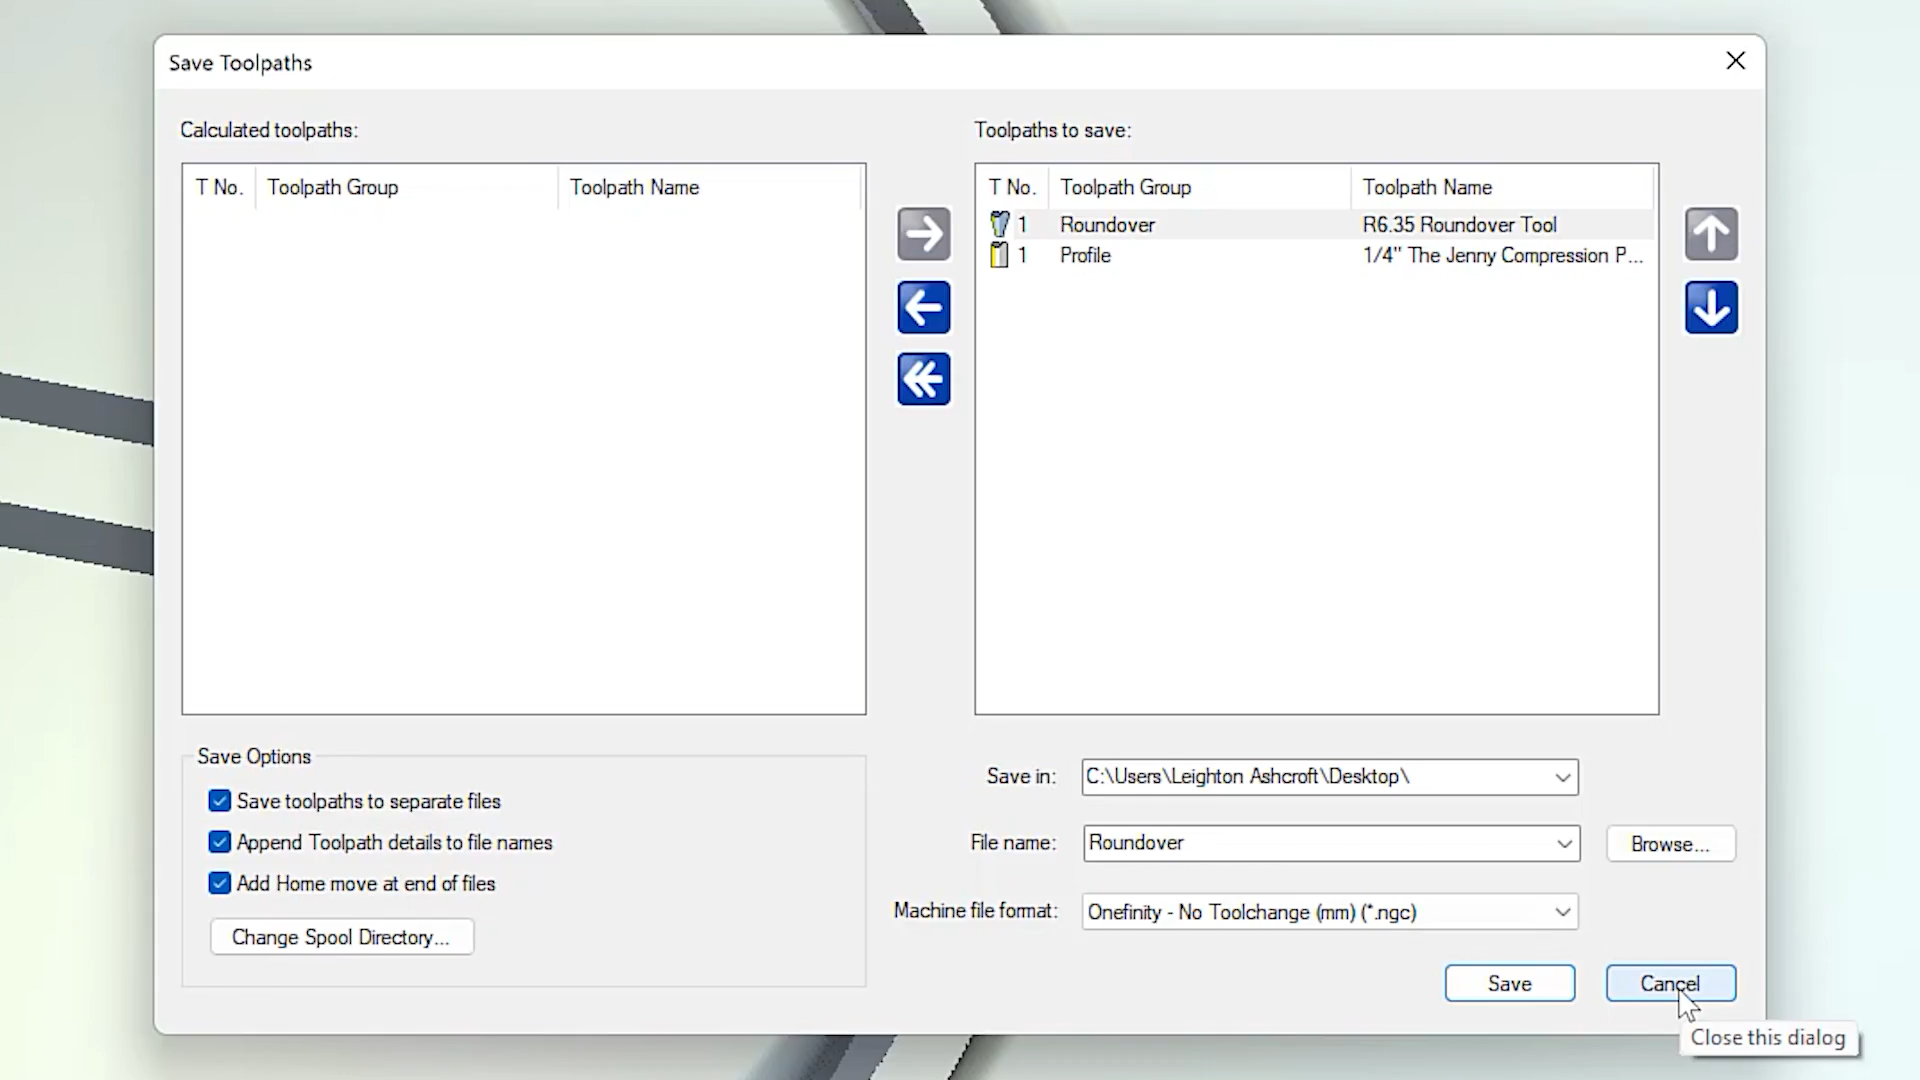 Save Toolpaths
Calculated toolpaths:
T No. Toolpath Group Toolpath Name
Toolpaths to save:
T No. Toolpath Group Toolpath Name
1 Roundover R6.35 Roundover Tool
1 Profile 1/4" The Jenny Compression P...
Save Options
Save toolpaths to separate files
Append Toolpath details to file names
Add Home move at end of files
Change Spool Directory...
Save in: C:\Users\Leighton Ashcroft\Desktop\
File name: Roundover Browse...
Machine file format: Onefinity - No Toolchange (mm) (*.ngc)
Save Cancel
Close this dialog